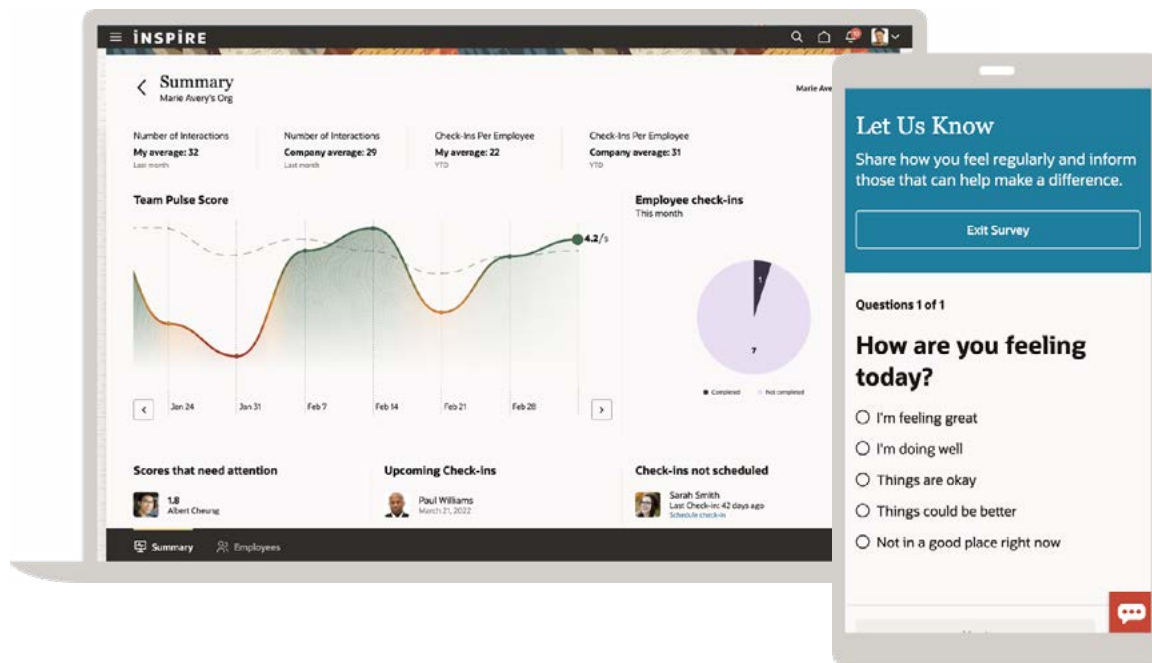 INSPIRE
Summary
Marie Avery's Org
Marie Ave
Number of Interactions
My average: 32
Last month
Number of Interactions
Company average: 29
Last month
Check-Ins Per Employee
My average: 22
YTD
Check-Ins Per Employee
Company average: 31
YTD
Team Pulse Score
4.2/5
Jan 24
Jan 31
Feb 7
Feb 14
Feb 21
Feb 28
Employee check-ins
This month
1
7
Completed
Not completed
Scores that need attention
1.8
Albert Cheung
Upcoming Check-ins
Paul Williams
March 21, 2022
Check-ins not scheduled
Sarah Smith
Last Check-in: 42 days ago
Schedule check-in
Summary
Employees
Let Us Know
Share how you feel regularly and inform
those that can help make a difference.
Exit Survey
Questions 1 of 1
How are you feeling
today?
I'm feeling great
I'm doing well
Things are okay
Things could be better
Not in a good place right now